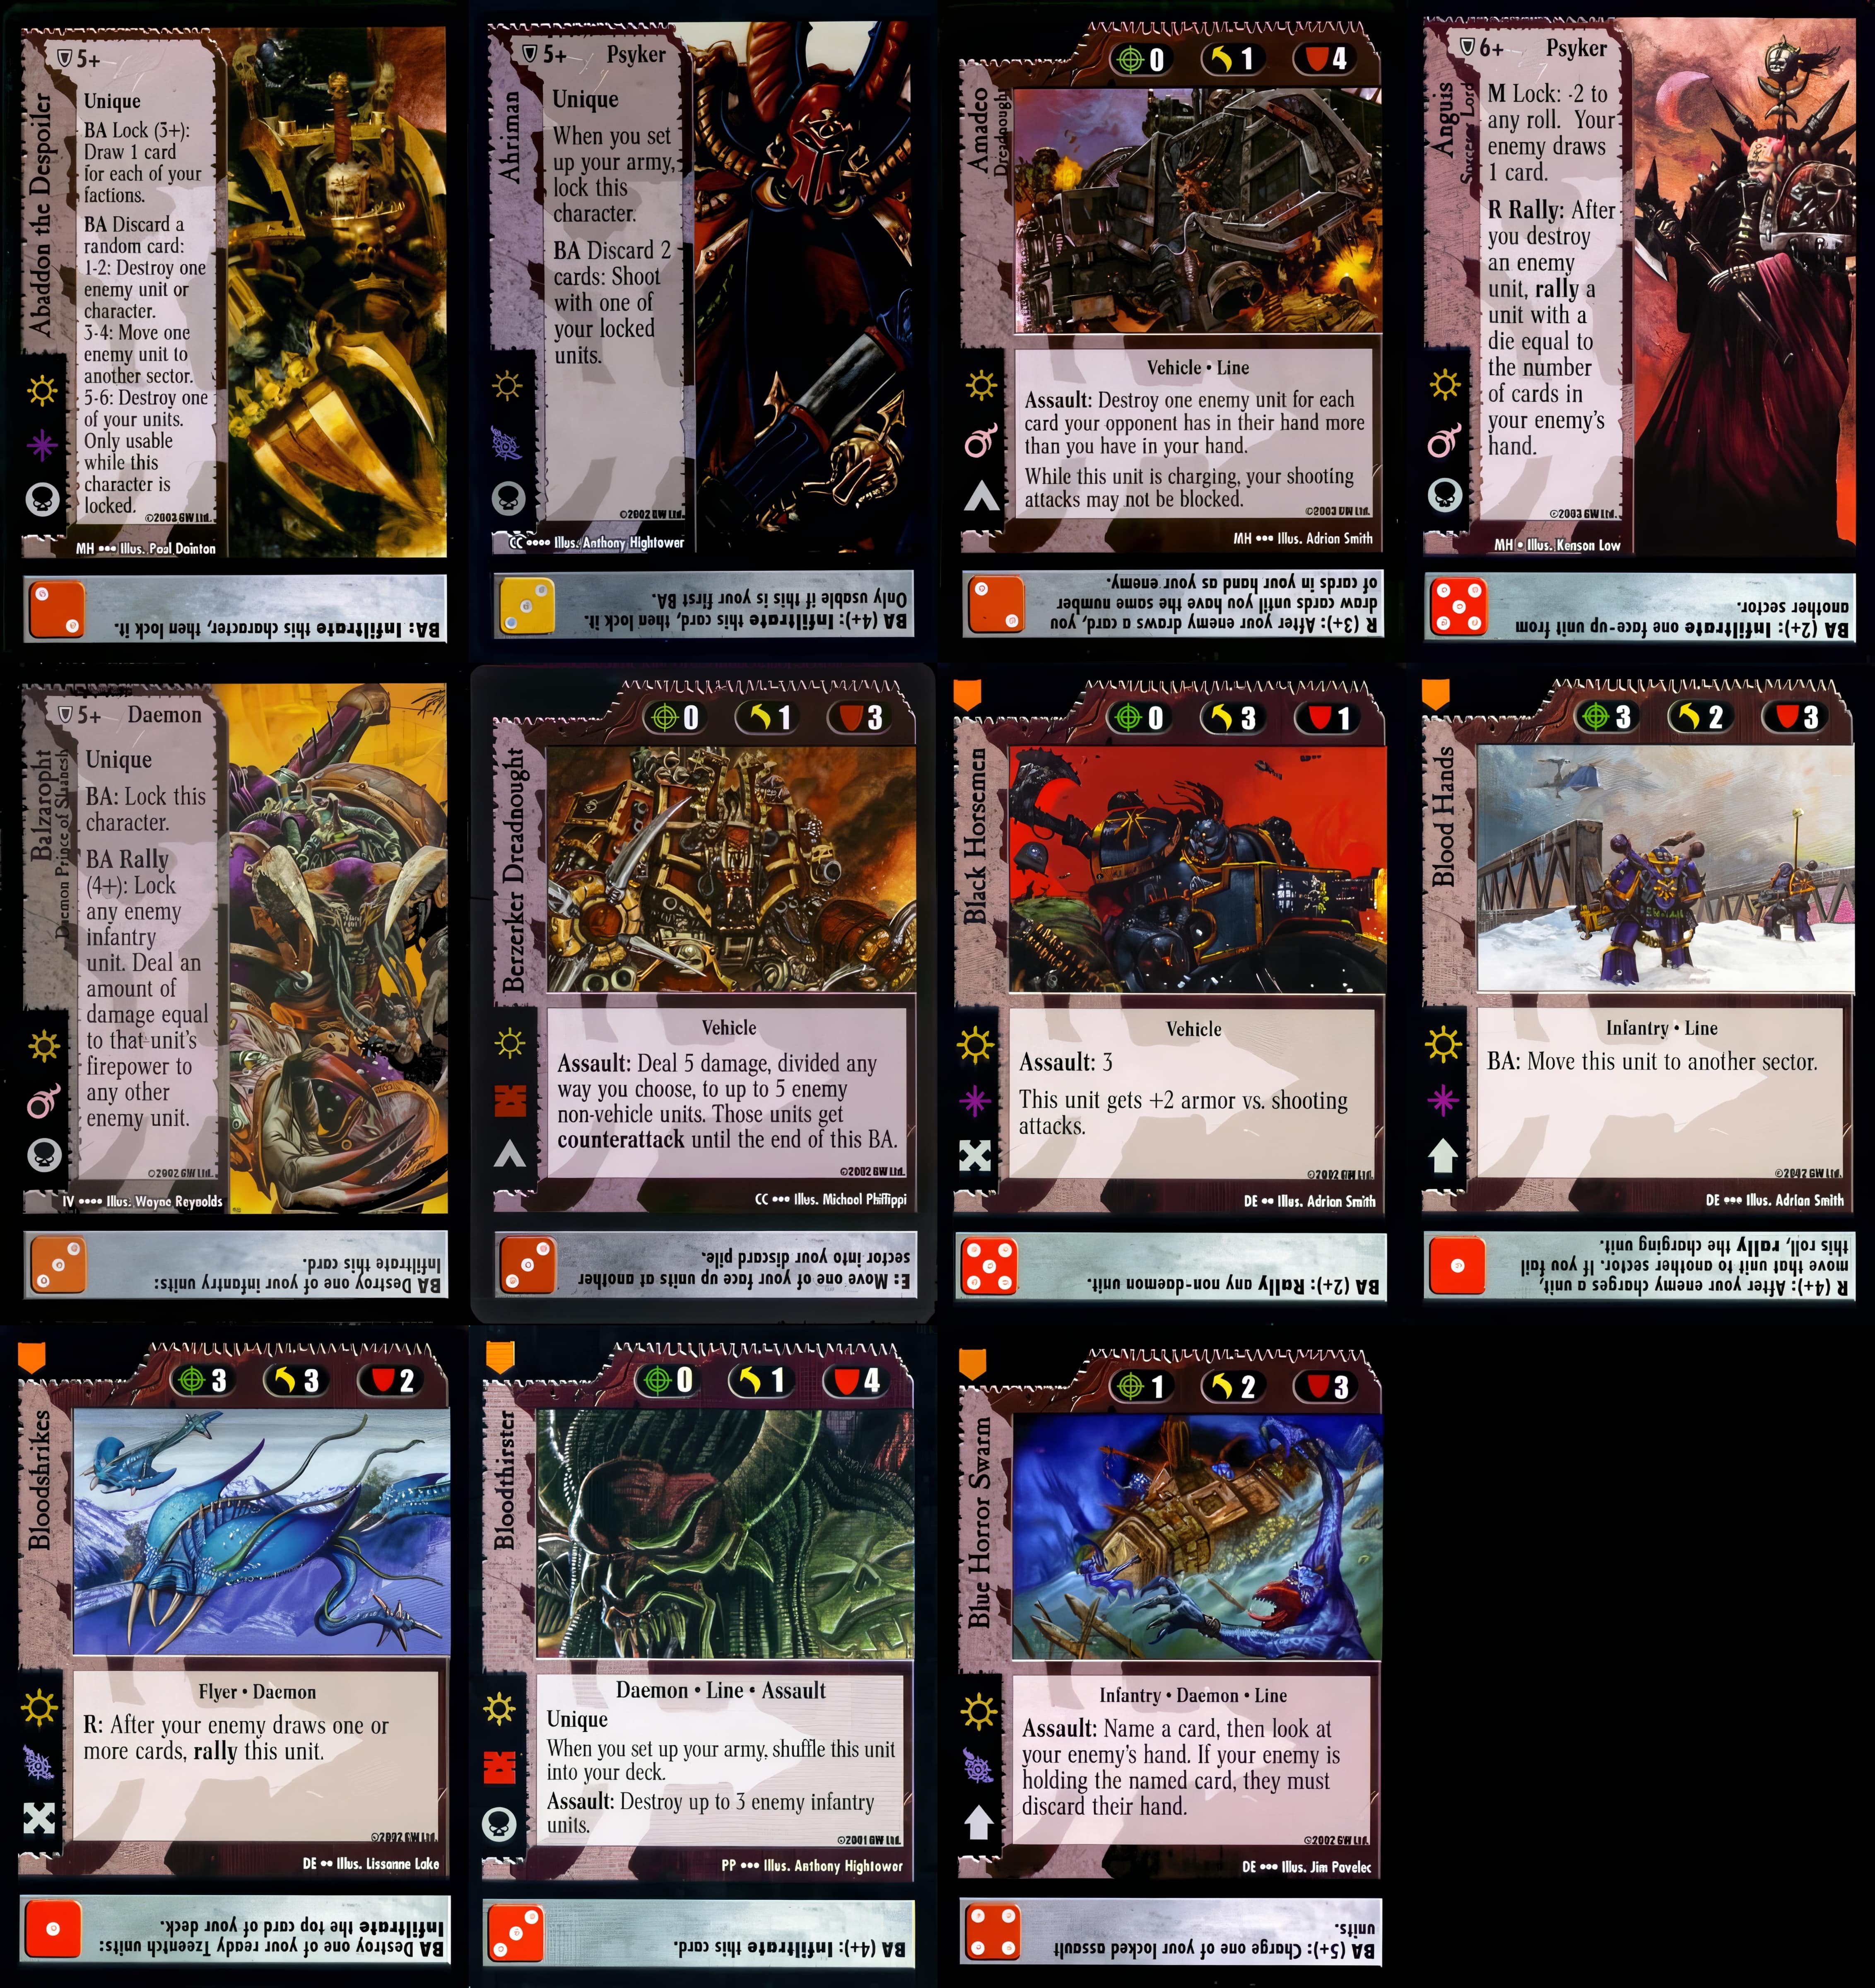 Abaddon the Despoiler
5+
Unique
BA Lock (3+):
Draw 1 card
for each of your
factions.
BA Discard a
random card:
1-2: Destroy one
enemy unit or
character.
3-4: Move one
enemy unit to
another sector.
5-6: Destroy one
of your units.
Only usable
while this
character is
locked.
©2003 GW Ltd.
MH ••• Illus. Paul Dainton
BA: Infiltrate this character, then lock it.
Ahriman
5+ Psyker
Unique
When you set
up your army,
lock this
character.
BA Discard 2
cards: Shoot
with one of
your locked
units.
©2002 GW Ltd.
CC •••• Illus. Anthony Hightower
BA (4+): Infiltrate this card, then lock it.
Only usable if this is your first BA.
Amadeo
Dreadnought
0 1 4
Vehicle • Line
Assault: Destroy one enemy unit for each
card your opponent has in their hand more
than you have in your hand.
While this unit is charging, your shooting
attacks may not be blocked.
©2003 GW Ltd.
MH ••• Illus. Adrian Smith
R (3+): After your enemy draws a card, you
draw cards until you have the same number
of cards in your hand as your enemy.
Anguis
Sorcerer Lord
6+ Psyker
M Lock: -2 to
any roll. Your
enemy draws
1 card.
R Rally: After
you destroy
an enemy
unit, rally a
unit with a
die equal to
the number
of cards in
your enemy's
hand.
©2003 GW Ltd.
MH • Illus. Kenson Low
BA (2+): Infiltrate one face-up unit from
another sector.
Balzaropht
Daemon Prince of Slaanesh
5+ Daemon
Unique
BA: Lock this
character.
BA Rally
(4+): Lock
any enemy
infantry
unit. Deal an
amount of
damage equal
to that unit's
firepower to
any other
enemy unit.
©2002 GW Ltd.
IV •••• Illus. Wayne Reynolds
BA Destroy one of your infantry units:
Infiltrate this card.
Berzerker Dreadnought
0 1 3
Vehicle
Assault: Deal 5 damage, divided any
way you choose, to up to 5 enemy
non-vehicle units. Those units get
counterattack until the end of this BA.
©2002 GW Ltd.
CC ••• Illus. Michael Phillippi
E: Move one of your face up units at another
sector into your discard pile.
Black Horsemen
0 3 1
Vehicle
Assault: 3
This unit gets +2 armor vs. shooting
attacks.
©2002 GW Ltd.
DE •• Illus. Adrian Smith
BA (2+): Rally any non-daemon unit.
Blood Hands
3 2 3
Infantry • Line
BA: Move this unit to another sector.
©2002 GW Ltd.
DE ••• Illus. Adrian Smith
R (4+): After your enemy charges a unit,
move that unit to another sector. If you fail
this roll, rally the charging unit.
Bloodshrikes
3 3 2
Flyer • Daemon
R: After your enemy draws one or
more cards, rally this unit.
©2002 GW Ltd.
DE •• Illus. Lissanne Lake
BA Destroy one of your ready Tzeentch units:
Infiltrate the top card of your deck.
Bloodthirster
0 1 4
Daemon • Line • Assault
Unique
When you set up your army, shuffle this unit
into your deck.
Assault: Destroy up to 3 enemy infantry
units.
©2001 GW Ltd.
PP ••• Illus. Anthony Hightower
BA (4+): Infiltrate this card.
Blue Horror Swarm
1 2 3
Infantry • Daemon • Line
Assault: Name a card, then look at
your enemy's hand. If your enemy is
holding the named card, they must
discard their hand.
©2002 GW Ltd.
DE ••• Illus. Jim Pavelec
BA (5+): Charge one of your locked assault
units.